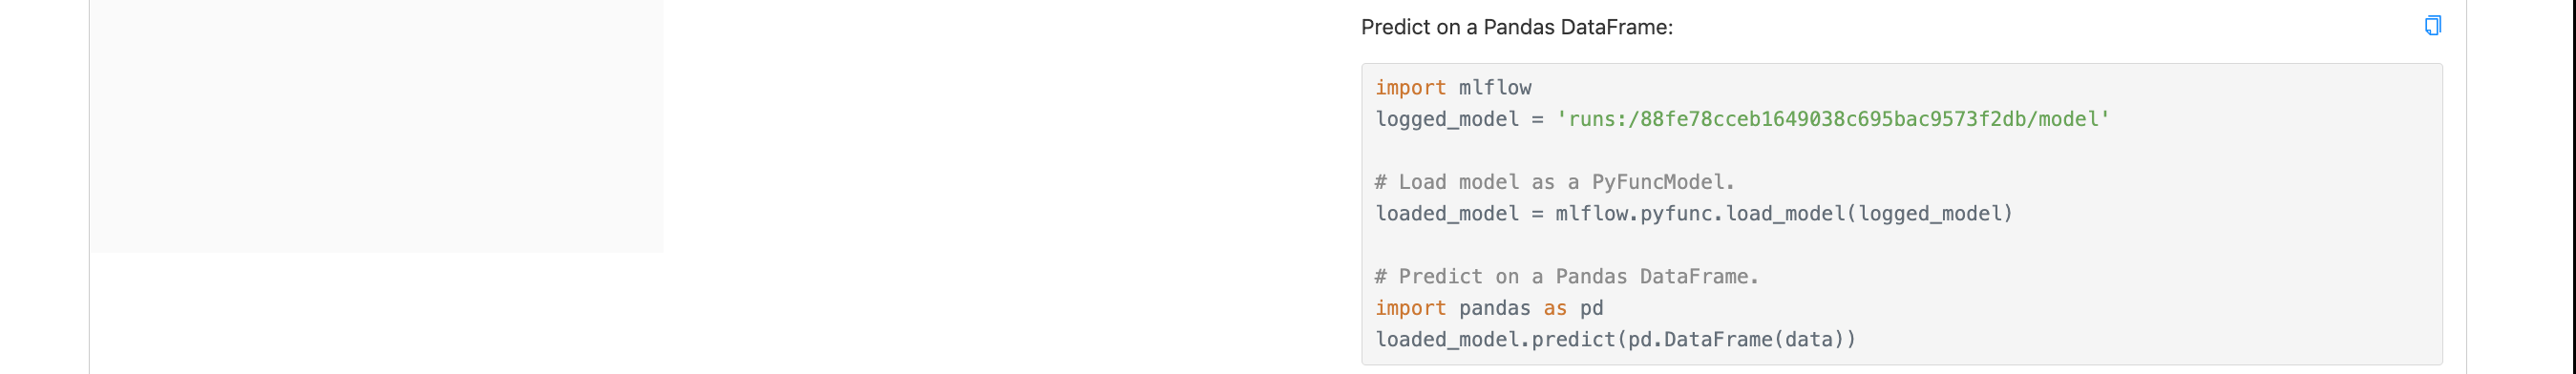 Predict on a Pandas DataFrame:
import mlflow
logged_model = 'runs:/88fe78cceb1649038c695bac9573f2db/model'
# Load model as a PyFuncModel.
loaded_model = mlflow.pyfunc.load_model(logged_model)
# Predict on a Pandas DataFrame.
import pandas as pd
loaded_model.predict(pd.DataFrame(data))